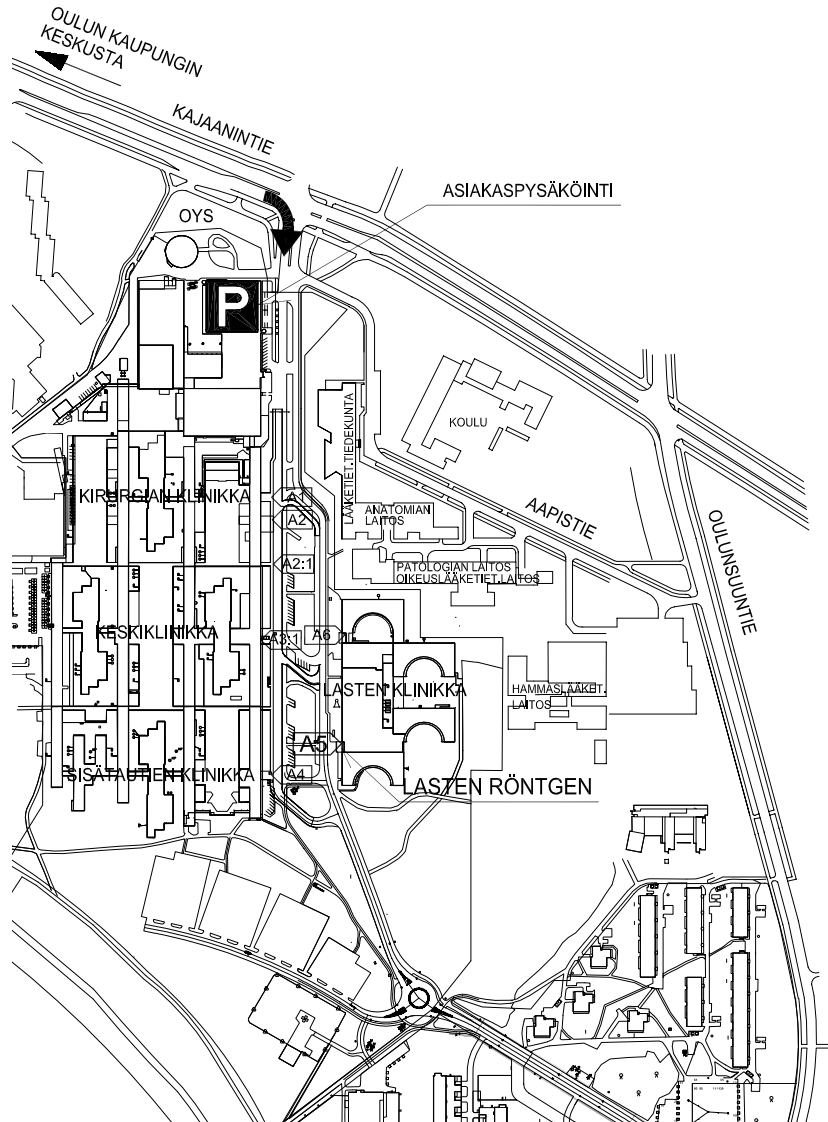 OULUN KAUPUNGIN
KESKUSTA
KAJAANINTIE
ASIAKASPYSÄKÖINTI
OYS
P
LÄÄKETIET.TIEDEKUNTA
KOULU
KIRURGIAN KLINIKKA
A1
A2
ANATOMIAN
LAITOS
AAPISTIE
OULUNSUUNTIE
A2:1
PATOLOGIAN LAITOS
OIKEUSLÄÄKETIET.LAITOS
KESKIKLINIKKA
A3:1
A6
LASTEN KLINIKKA
HAMMASLÄÄKET.
LAITOS
A5
SISÄTAUTIEN KLINIKKA
A4
LASTEN RÖNTGEN